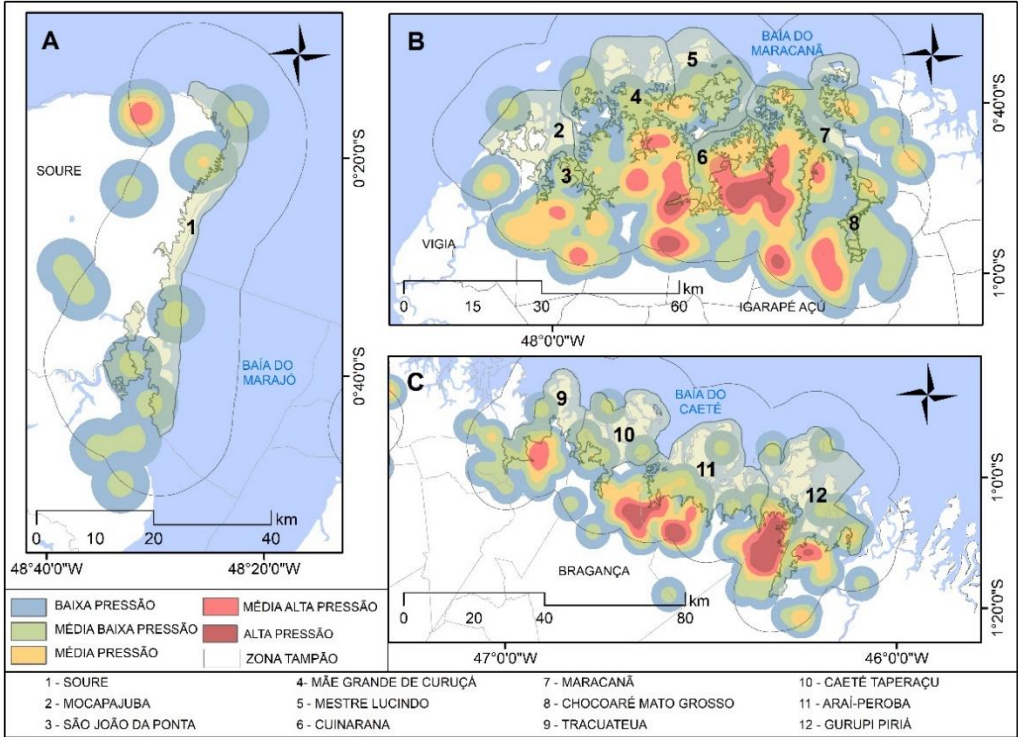 A
SOURE
1
0°20'0"S
0°40'0"S
BAÍA DO
MARAJÓ
0 10 20 40
km
48°40'0"W 48°20'0"W
B
BAÍA DO
MARACANÃ
5
4
2
3
6
7
8
0°40'0"S
1°0'0"S
VIGIA
IGARAPÉ AÇÚ
km
0 15 30 60
48°0'0"W
C
BAÍA DO
CAETÉ
9
10
11
12
1°0'0"S
1°20'0"S
BRAGANÇA
km
0 20 40 80
47°0'0"W 46°0'0"W
BAIXA PRESSÃO
MÉDIA BAIXA PRESSÃO
MÉDIA PRESSÃO
MÉDIA ALTA PRESSÃO
ALTA PRESSÃO
ZONA TAMPÃO
1 - SOURE
2 - MOCAPAJUBA
3 - SÃO JOÃO DA PONTA
4- MÃE GRANDE DE CURUÇÁ
5 - MESTRE LUCINDO
6 - CUINARANA
7 - MARACANÃ
8 - CHOCOARÉ MATO GROSSO
9 - TRACUATEUA
10 - CAETÉ TAPERAÇU
11 - ARAÍ-PEROBA
12 - GURUPI PIRIÁ